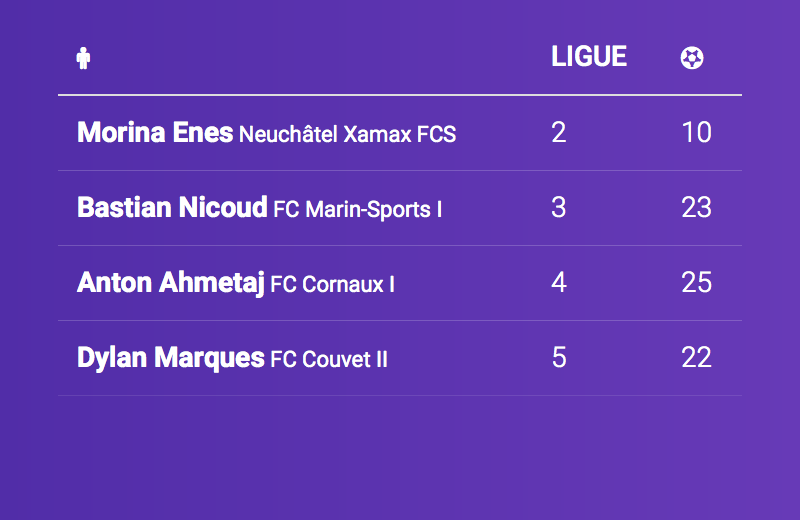 LIGUE
Morina Enes Neuchâtel Xamax FCS 2 10
Bastian Nicoud FC Marin-Sports I 3 23
Anton Ahmetaj FC Cornaux I 4 25
Dylan Marques FC Couvet II 5 22